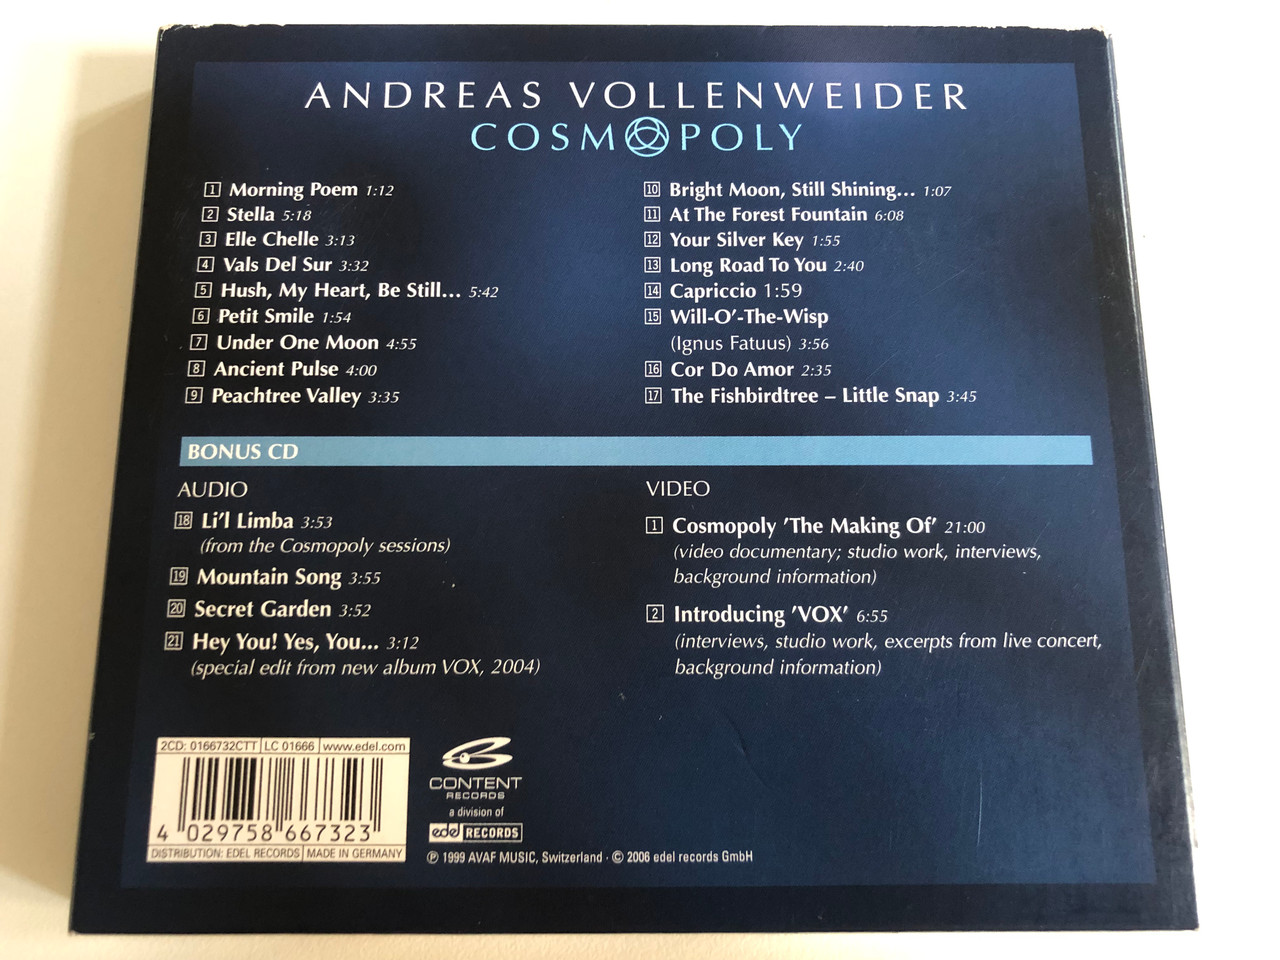 ANDREAS VOLLENWEIDER
COSMOPOLY
1 Morning Poem 1:12
2 Stella 5:18
3 Elle Chelle 3:13
4 Vals Del Sur 3:32
5 Hush, My Heart, Be Still... 5:42
6 Petit Smile 1:54
7 Under One Moon 4:55
8 Ancient Pulse 4:00
9 Peachtree Valley 3:35
10 Bright Moon, Still Shining... 1:07
11 At The Forest Fountain 6:08
12 Your Silver Key 1:55
13 Long Road To You 2:40
14 Capriccio 1:59
15 Will-O'-The-Wisp
(Ignus Fatuus) 3:56
16 Cor Do Amor 2:35
17 The Fishbirdtree – Little Snap 3:45
BONUS CD
AUDIO
18 Li'l Limba 3:53
(from the Cosmopoly sessions)
19 Mountain Song 3:55
20 Secret Garden 3:52
21 Hey You! Yes, You... 3:12
(special edit from new album VOX, 2004)
VIDEO
1 Cosmopoly 'The Making Of' 21:00
(video documentary; studio work, interviews,
background information)
2 Introducing 'VOX' 6:55
(interviews, studio work, excerpts from live concert,
background information)
2CD: 0166732CTT LC 01666 www.edel.com
4 029758 667323
DISTRIBUTION: EDEL RECORDS MADE IN GERMANY
CONTENT
RECORDS
a division of
edel RECORDS
℗ 1999 AVAF MUSIC, Switzerland · © 2006 edel records GmbH